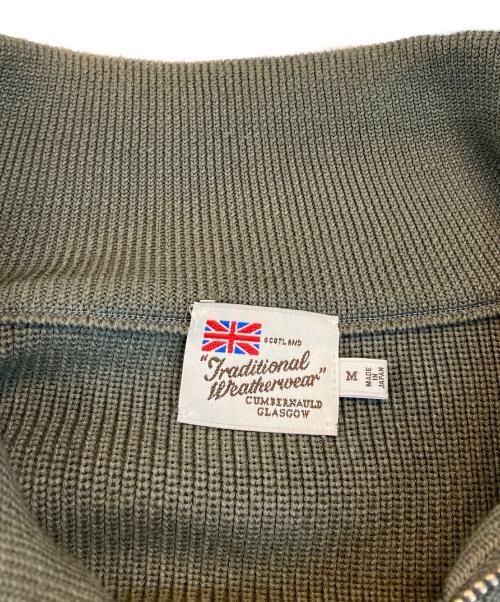 SCOTLAND
"Traditional
Weatherwear"
CUMBERNAULD
GLASGOW
M
MADE
IN
JAPAN